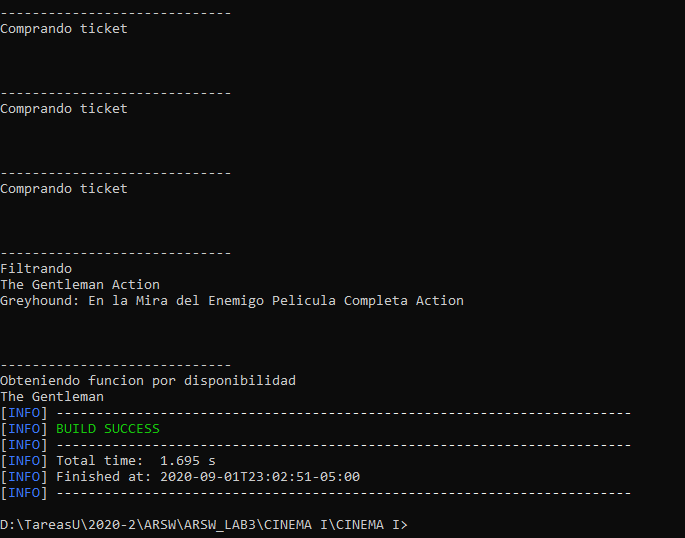 -----------------------------
Comprando ticket
-----------------------------
Comprando ticket
-----------------------------
Comprando ticket
-----------------------------
Filtrando
The Gentleman Action
Greyhound: En la Mira del Enemigo Pelicula Completa Action
-----------------------------
Obteniendo funcion por disponibilidad
The Gentleman
[INFO] ------------------------------------------------------------------------
[INFO] BUILD SUCCESS
[INFO] ------------------------------------------------------------------------
[INFO] Total time:  1.695 s
[INFO] Finished at: 2020-09-01T23:02:51-05:00
[INFO] ------------------------------------------------------------------------
D:\TareasU\2020-2\ARSW\ARSW_LAB3\CINEMA I\CINEMA I>